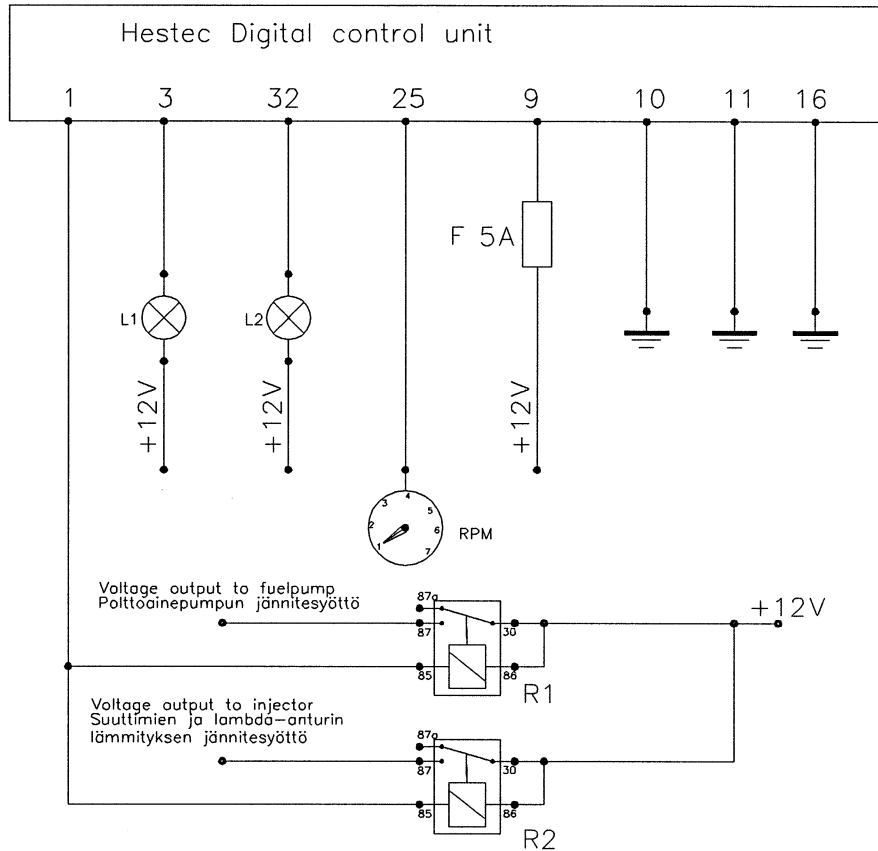 Hestec Digital control unit
1 3 32 25 9 10 11 16
F 5A
L1 L2
+12V +12V +12V
1 2 3 4 5 6 7
RPM
Voltage output to fuelpump
Polttoainepumpun jännitesyöttö
87a
87 30
85 86
+12V
R1
Voltage output to injector
Suuttimien ja lambda-anturin
lämmityksen jännitesyöttö
87a
87 30
85 86
R2